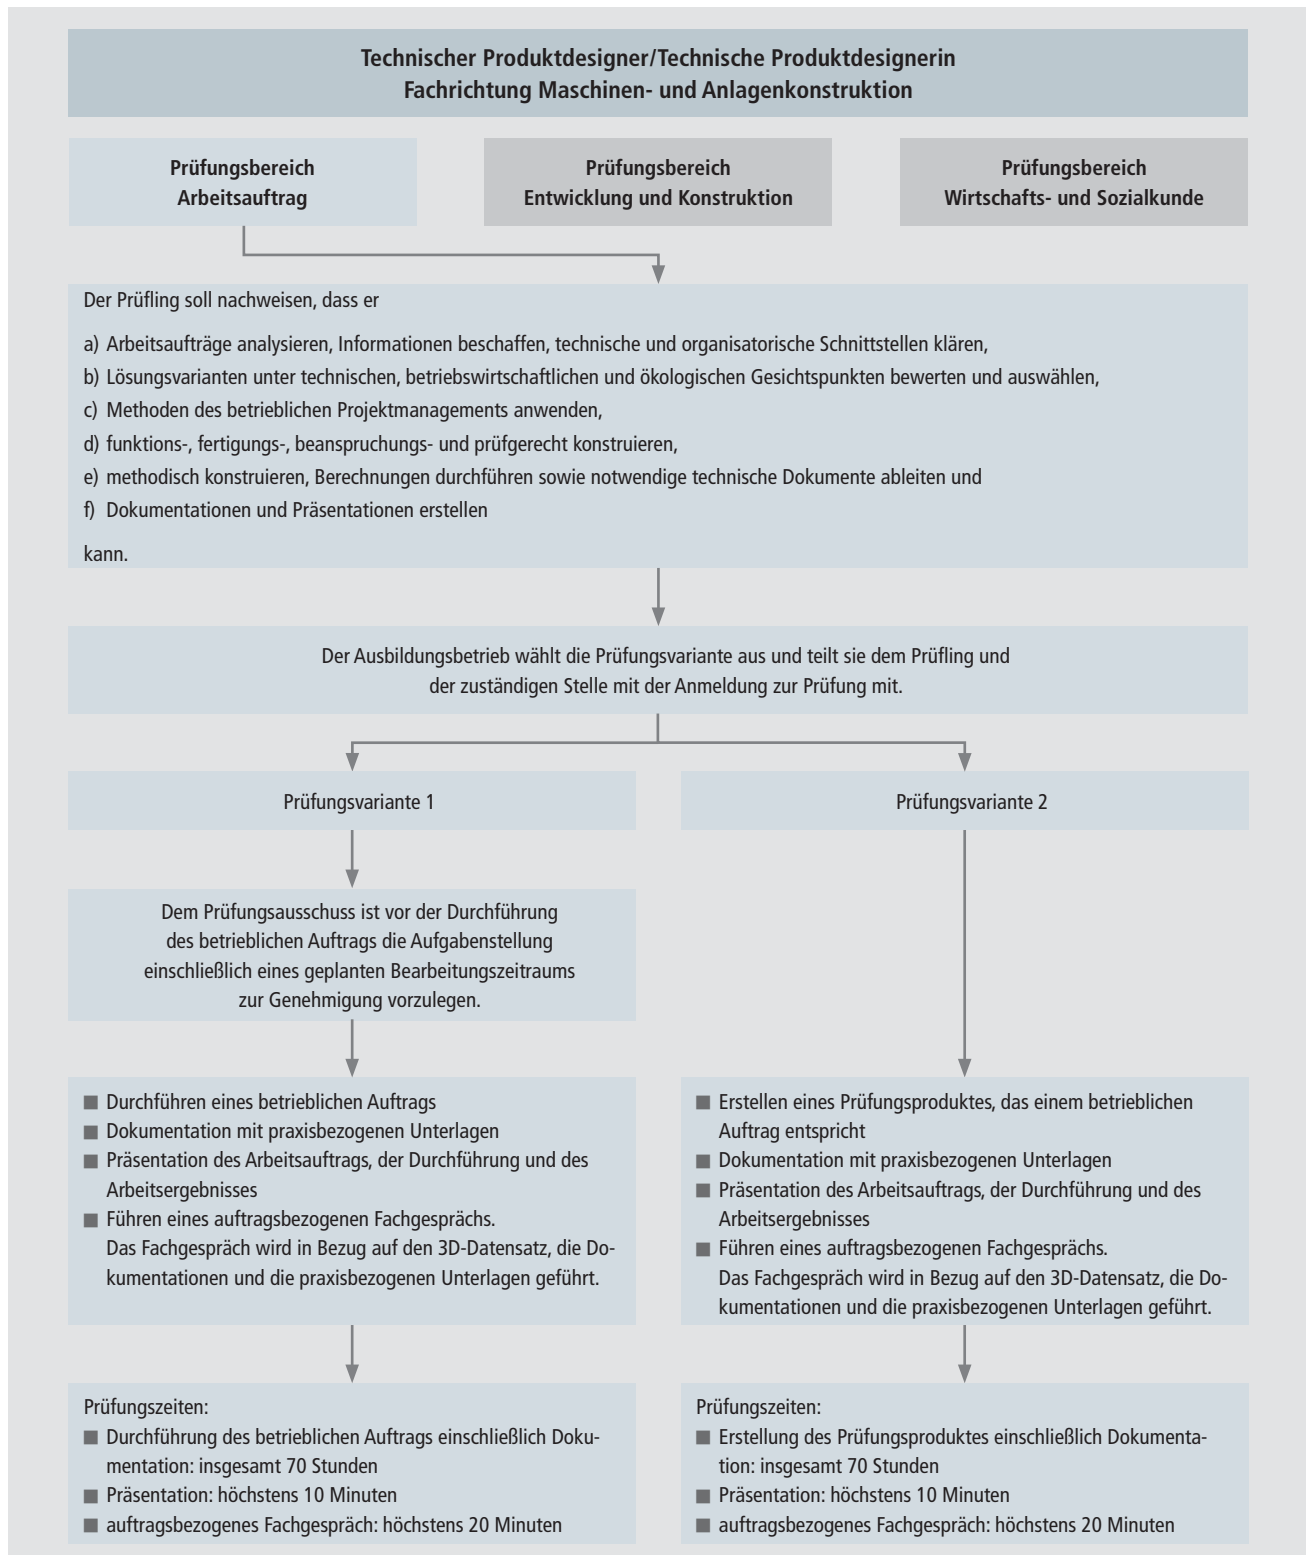 Technischer Produktdesigner/Technische Produktdesignerin
Fachrichtung Maschinen- und Anlagenkonstruktion
Prüfungsbereich
Arbeitsauftrag
Prüfungsbereich
Entwicklung und Konstruktion
Prüfungsbereich
Wirtschafts- und Sozialkunde
Der Prüfling soll nachweisen, dass er
a) Arbeitsaufträge analysieren, Informationen beschaffen, technische und organisatorische Schnittstellen klären,
b) Lösungsvarianten unter technischen, betriebswirtschaftlichen und ökologischen Gesichtspunkten bewerten und auswählen,
c) Methoden des betrieblichen Projektmanagements anwenden,
d) funktions-, fertigungs-, beanspruchungs- und prüfgerecht konstruieren,
e) methodisch konstruieren, Berechnungen durchführen sowie notwendige technische Dokumente ableiten und
f) Dokumentationen und Präsentationen erstellen
kann.
Der Ausbildungsbetrieb wählt die Prüfungsvariante aus und teilt sie dem Prüfling und
der zuständigen Stelle mit der Anmeldung zur Prüfung mit.
Prüfungsvariante 1
Dem Prüfungsausschuss ist vor der Durchführung
des betrieblichen Auftrags die Aufgabenstellung
einschließlich eines geplanten Bearbeitungszeitraums
zur Genehmigung vorzulegen.
■ Durchführen eines betrieblichen Auftrags
■ Dokumentation mit praxisbezogenen Unterlagen
■ Präsentation des Arbeitsauftrags, der Durchführung und des
Arbeitsergebnisses
■ Führen eines auftragsbezogenen Fachgesprächs.
Das Fachgespräch wird in Bezug auf den 3D-Datensatz, die Do-
kumentationen und die praxisbezogenen Unterlagen geführt.
Prüfungszeiten:
■ Durchführung des betrieblichen Auftrags einschließlich Doku-
mentation: insgesamt 70 Stunden
■ Präsentation: höchstens 10 Minuten
■ auftragsbezogenes Fachgespräch: höchstens 20 Minuten
Prüfungsvariante 2
■ Erstellen eines Prüfungsproduktes, das einem betrieblichen
Auftrag entspricht
■ Dokumentation mit praxisbezogenen Unterlagen
■ Präsentation des Arbeitsauftrags, der Durchführung und des
Arbeitsergebnisses
■ Führen eines auftragsbezogenen Fachgesprächs.
Das Fachgespräch wird in Bezug auf den 3D-Datensatz, die Do-
kumentationen und die praxisbezogenen Unterlagen geführt.
Prüfungszeiten:
■ Erstellung des Prüfungsproduktes einschließlich Dokumenta-
tion: insgesamt 70 Stunden
■ Präsentation: höchstens 10 Minuten
■ auftragsbezogenes Fachgespräch: höchstens 20 Minuten